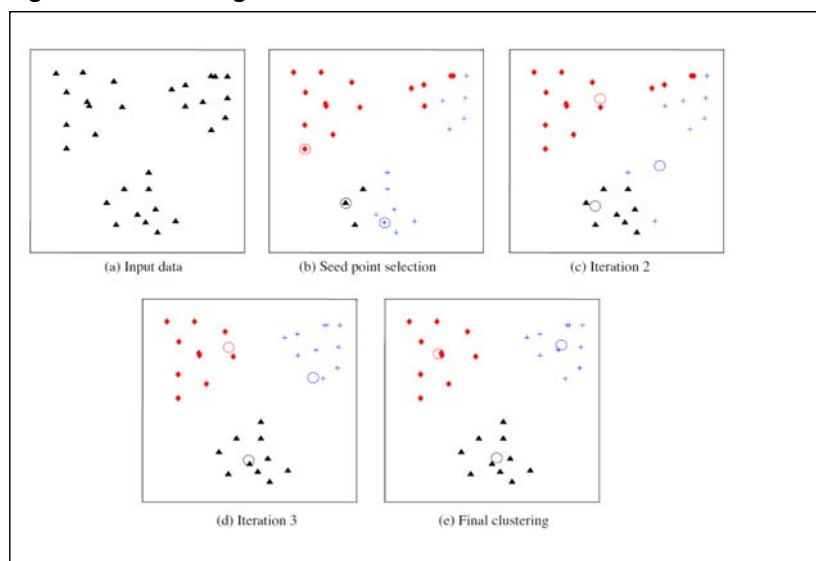 (a) Input data
(b) Seed point selection
(c) Iteration 2
(d) Iteration 3
(e) Final clustering